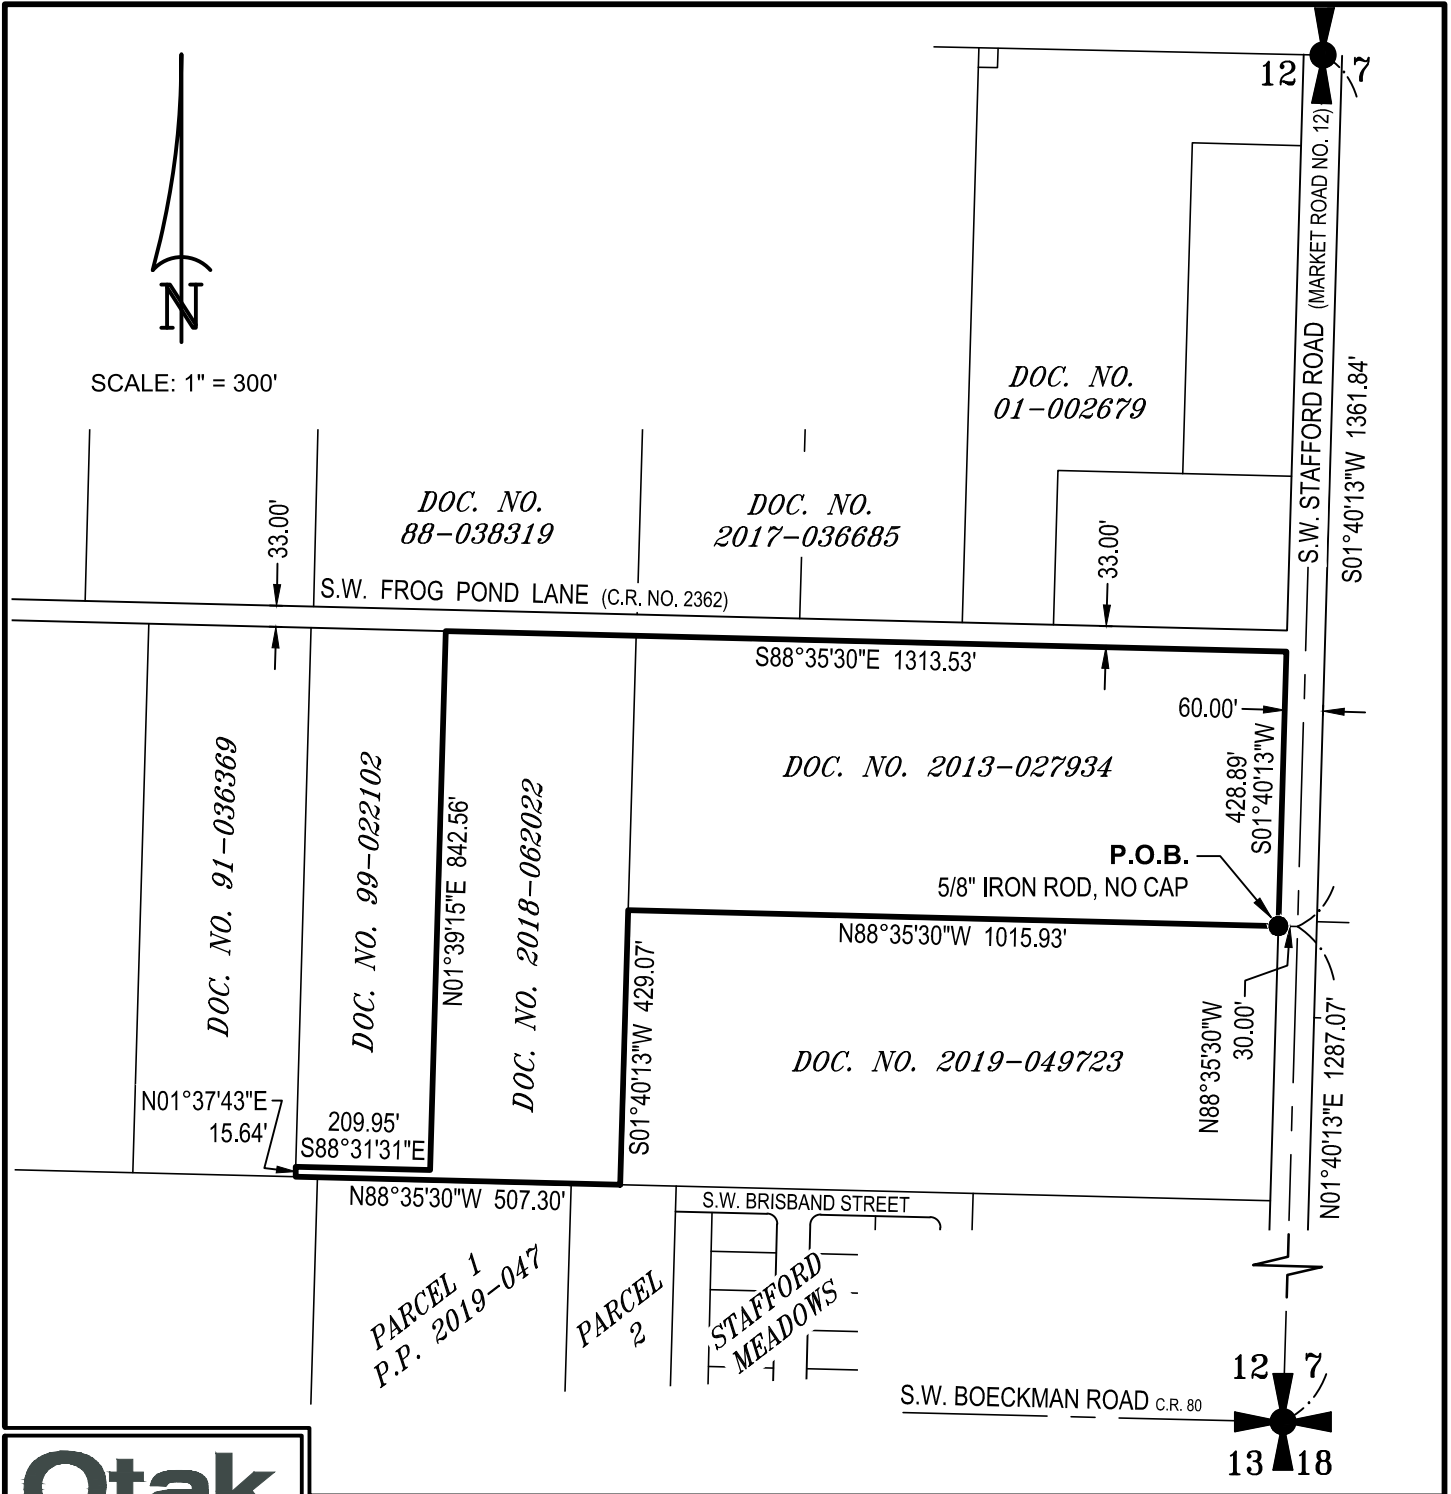 12 7
S.W. STAFFORD ROAD (MARKET ROAD NO. 12)
S01°40'13"W 1361.84'
N
SCALE: 1" = 300'
DOC. NO.
01-002679
DOC. NO.
88-038319
DOC. NO.
2017-036685
33.00'
33.00'
S.W. FROG POND LANE (C.R. NO. 2362)
S88°35'30"E 1313.53'
60.00'
428.89'
S01°40'13"W
DOC. NO. 91-036369
DOC. NO. 99-022102
N01°39'15"E 842.56'
DOC. NO. 2018-062022
DOC. NO. 2013-027934
P.O.B.
5/8" IRON ROD, NO CAP
N88°35'30"W 1015.93'
S01°40'13"W 429.07'
DOC. NO. 2019-049723
N88°35'30"W
30.00'
N01°40'13"E 1287.07'
N01°37'43"E
15.64'
209.95'
S88°31'31"E
N88°35'30"W 507.30'
S.W. BRISBAND STREET
PARCEL 1
P.P. 2019-047
PARCEL
2
STAFFORD
MEADOWS
S.W. BOECKMAN ROAD C.R. 80
12 7
13 18
Otak